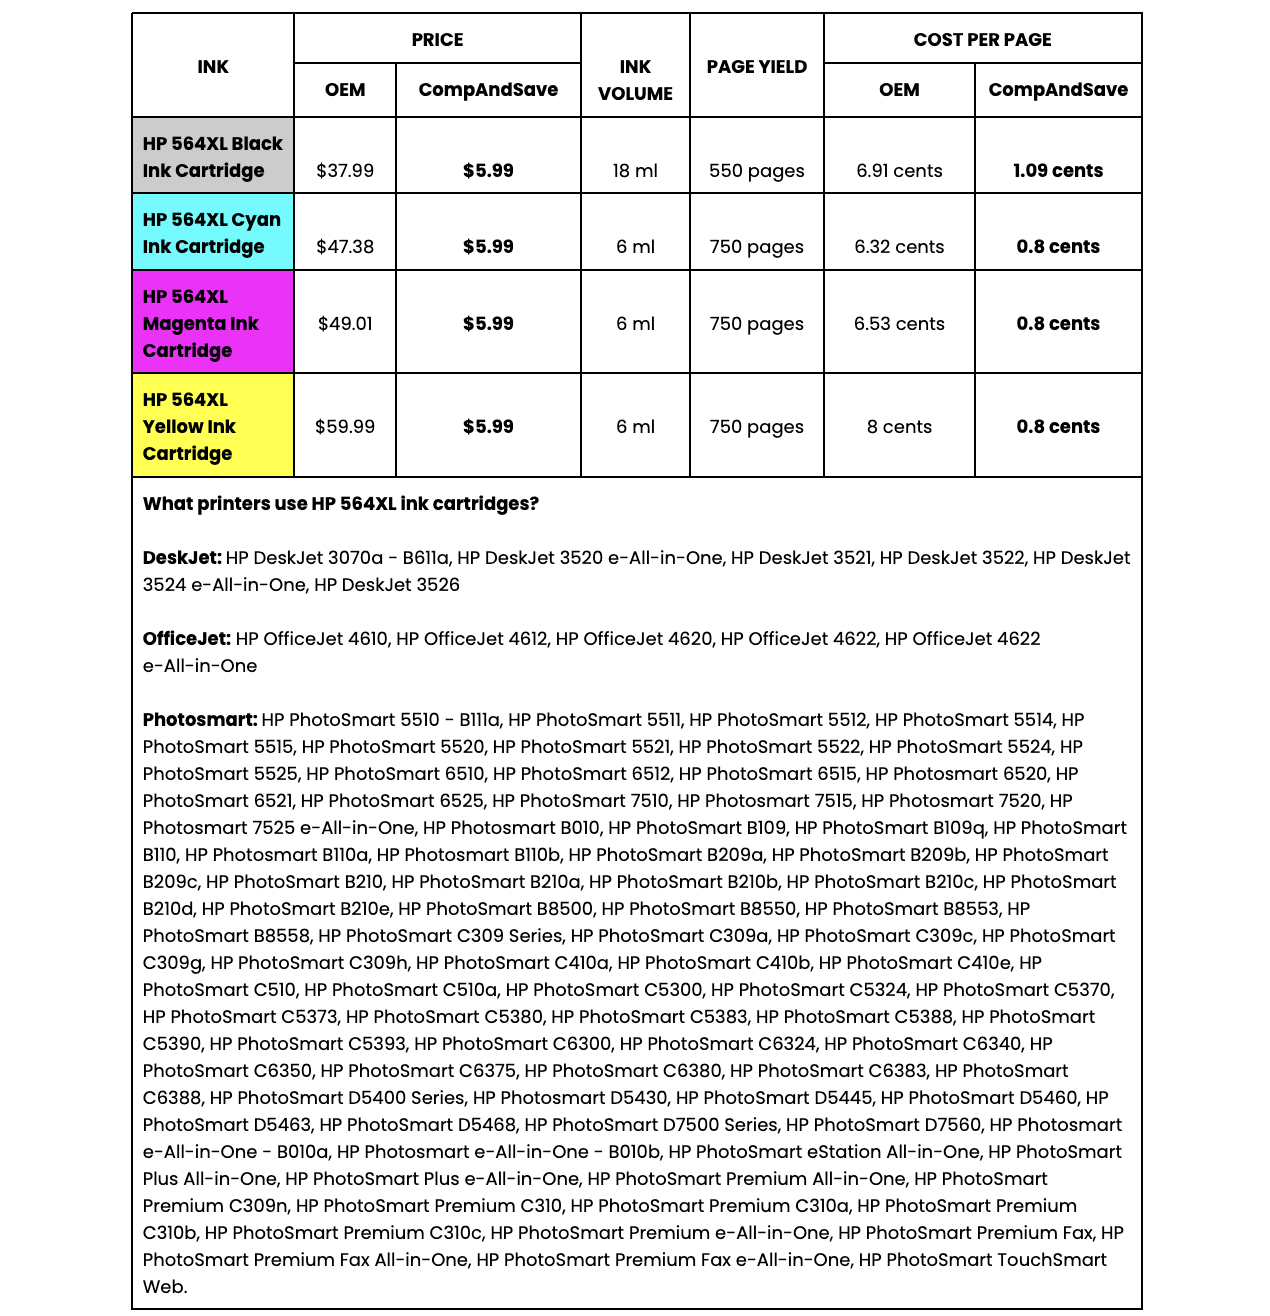 INK
PRICE
INK
VOLUME
PAGE YIELD
COST PER PAGE
OEM
CompAndSave
OEM
CompAndSave
HP 564XL Black
Ink Cartridge
$37.99
$5.99
18 ml
550 pages
6.91 cents
1.09 cents
HP 564XL Cyan
Ink Cartridge
$47.38
$5.99
6 ml
750 pages
6.32 cents
0.8 cents
HP 564XL
Magenta Ink
Cartridge
$49.01
$5.99
6 ml
750 pages
6.53 cents
0.8 cents
HP 564XL
Yellow Ink
Cartridge
$59.99
$5.99
6 ml
750 pages
8 cents
0.8 cents
What printers use HP 564XL ink cartridges?
DeskJet: HP DeskJet 3070a - B611a, HP DeskJet 3520 e-All-in-One, HP DeskJet 3521, HP DeskJet 3522, HP DeskJet
3524 e-All-in-One, HP DeskJet 3526
OfficeJet: HP OfficeJet 4610, HP OfficeJet 4612, HP OfficeJet 4620, HP OfficeJet 4622, HP OfficeJet 4622
e-All-in-One
Photosmart: HP PhotoSmart 5510 - B111a, HP PhotoSmart 5511, HP PhotoSmart 5512, HP PhotoSmart 5514, HP
PhotoSmart 5515, HP PhotoSmart 5520, HP PhotoSmart 5521, HP PhotoSmart 5522, HP PhotoSmart 5524, HP
PhotoSmart 5525, HP PhotoSmart 6510, HP PhotoSmart 6512, HP PhotoSmart 6515, HP Photosmart 6520, HP
PhotoSmart 6521, HP PhotoSmart 6525, HP PhotoSmart 7510, HP Photosmart 7515, HP Photosmart 7520, HP
Photosmart 7525 e-All-in-One, HP Photosmart B010, HP PhotoSmart B109, HP PhotoSmart B109q, HP PhotoSmart
B110, HP Photosmart B110a, HP Photosmart B110b, HP PhotoSmart B209a, HP PhotoSmart B209b, HP PhotoSmart
B209c, HP PhotoSmart B210, HP PhotoSmart B210a, HP PhotoSmart B210b, HP PhotoSmart B210c, HP PhotoSmart
B210d, HP PhotoSmart B210e, HP PhotoSmart B8500, HP PhotoSmart B8550, HP PhotoSmart B8553, HP
PhotoSmart B8558, HP PhotoSmart C309 Series, HP PhotoSmart C309a, HP PhotoSmart C309c, HP PhotoSmart
C309g, HP PhotoSmart C309h, HP PhotoSmart C410a, HP PhotoSmart C410b, HP PhotoSmart C410e, HP
PhotoSmart C510, HP PhotoSmart C510a, HP PhotoSmart C5300, HP PhotoSmart C5324, HP PhotoSmart C5370,
HP PhotoSmart C5373, HP PhotoSmart C5380, HP PhotoSmart C5383, HP PhotoSmart C5388, HP PhotoSmart
C5390, HP PhotoSmart C5393, HP PhotoSmart C6300, HP PhotoSmart C6324, HP PhotoSmart C6340, HP
PhotoSmart C6350, HP PhotoSmart C6375, HP PhotoSmart C6380, HP PhotoSmart C6383, HP PhotoSmart
C6388, HP PhotoSmart D5400 Series, HP Photosmart D5430, HP PhotoSmart D5445, HP PhotoSmart D5460, HP
PhotoSmart D5463, HP PhotoSmart D5468, HP PhotoSmart D7500 Series, HP PhotoSmart D7560, HP Photosmart
e-All-in-One - B010a, HP Photosmart e-All-in-One - B010b, HP PhotoSmart eStation All-in-One, HP PhotoSmart
Plus All-in-One, HP PhotoSmart Plus e-All-in-One, HP PhotoSmart Premium All-in-One, HP PhotoSmart
Premium C309n, HP PhotoSmart Premium C310, HP PhotoSmart Premium C310a, HP PhotoSmart Premium
C310b, HP PhotoSmart Premium C310c, HP PhotoSmart Premium e-All-in-One, HP PhotoSmart Premium Fax, HP
PhotoSmart Premium Fax All-in-One, HP PhotoSmart Premium Fax e-All-in-One, HP PhotoSmart TouchSmart
Web.